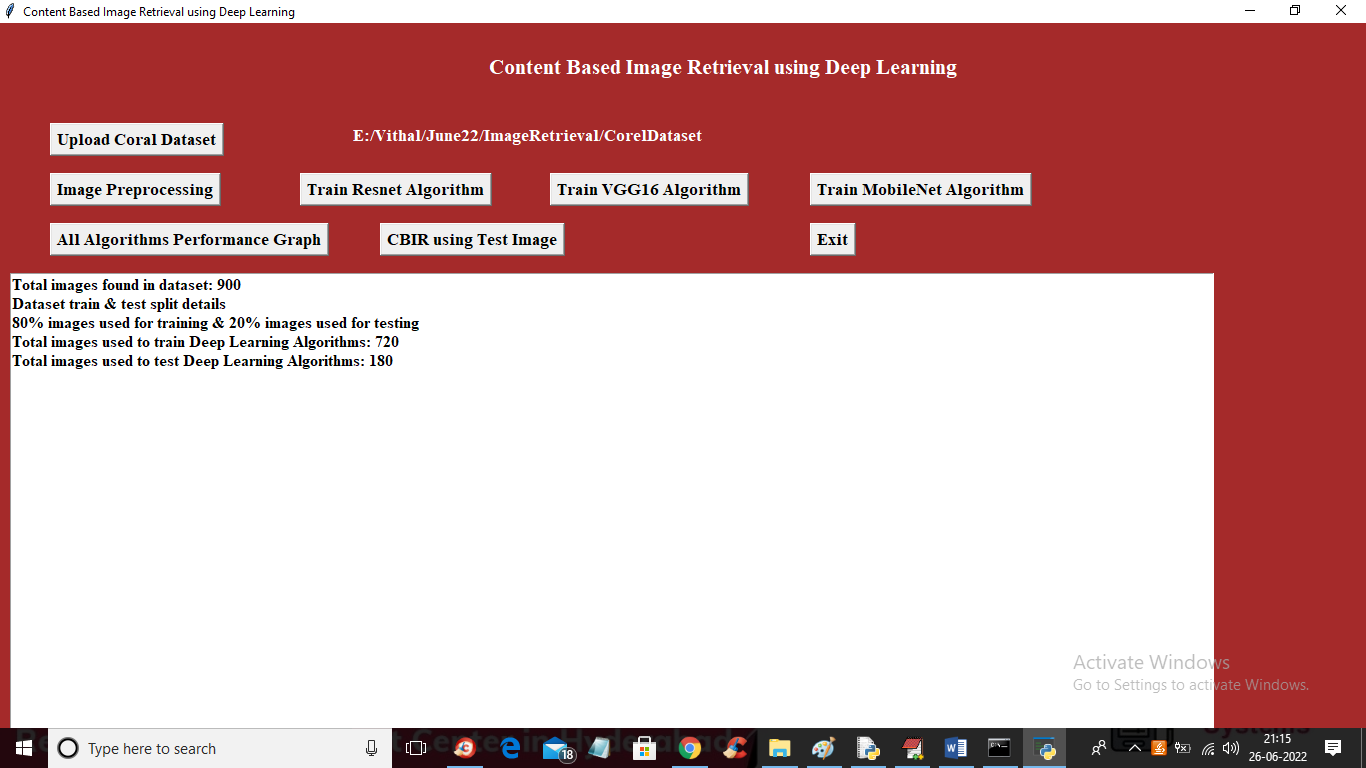 Content Based Image Retrieval using Deep Learning
Content Based Image Retrieval using Deep Learning
Upload Coral Dataset
E:/Vithal/June22/ImageRetrieval/CorelDataset
Image Preprocessing
Train Resnet Algorithm
Train VGG16 Algorithm
Train MobileNet Algorithm
All Algorithms Performance Graph
CBIR using Test Image
Exit
Total images found in dataset: 900
Dataset train & test split details
80% images used for training & 20% images used for testing
Total images used to train Deep Learning Algorithms: 720
Total images used to test Deep Learning Algorithms: 180
Activate Windows
Go to Settings to activate Windows.
Type here to search
18
21:15
26-06-2022